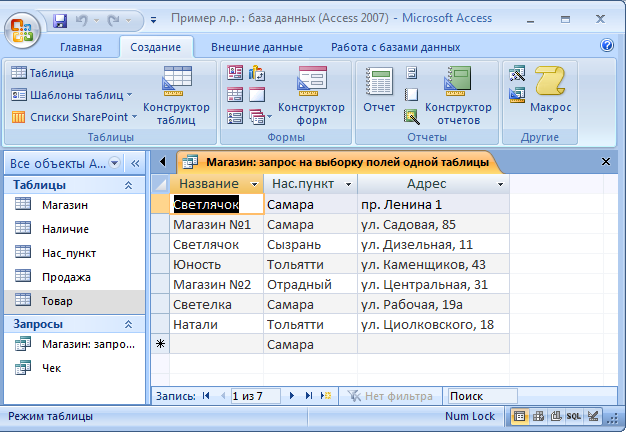 Пример л.р. : база данных (Access 2007) - Microsoft Access
Главная Создание Внешние данные Работа с базами данных
Таблица
Шаблоны таблиц
Списки SharePoint
Конструктор таблиц
Таблицы
Конструктор форм
Формы
Отчет
Конструктор отчетов
Отчеты
Макрос
Другие
Все объекты A...
Таблицы
Магазин
Наличие
Нас_пункт
Продажа
Товар
Запросы
Магазин: запро...
Чек
Магазин: запрос на выборку полей одной таблицы
Название Нас.пункт Адрес
Светлячок Самара пр. Ленина 1
Магазин №1 Самара ул. Садовая, 85
Светлячок Сызрань ул. Дизельная, 11
Юность Тольятти ул. Каменщиков, 43
Магазин №2 Отрадный ул. Центральная, 31
Светелка Самара ул. Рабочая, 19а
Натали Тольятти ул. Циолковского, 18
* Самара
Запись: 1 из 7 Нет фильтра Поиск
Режим таблицы Num Lock SQL